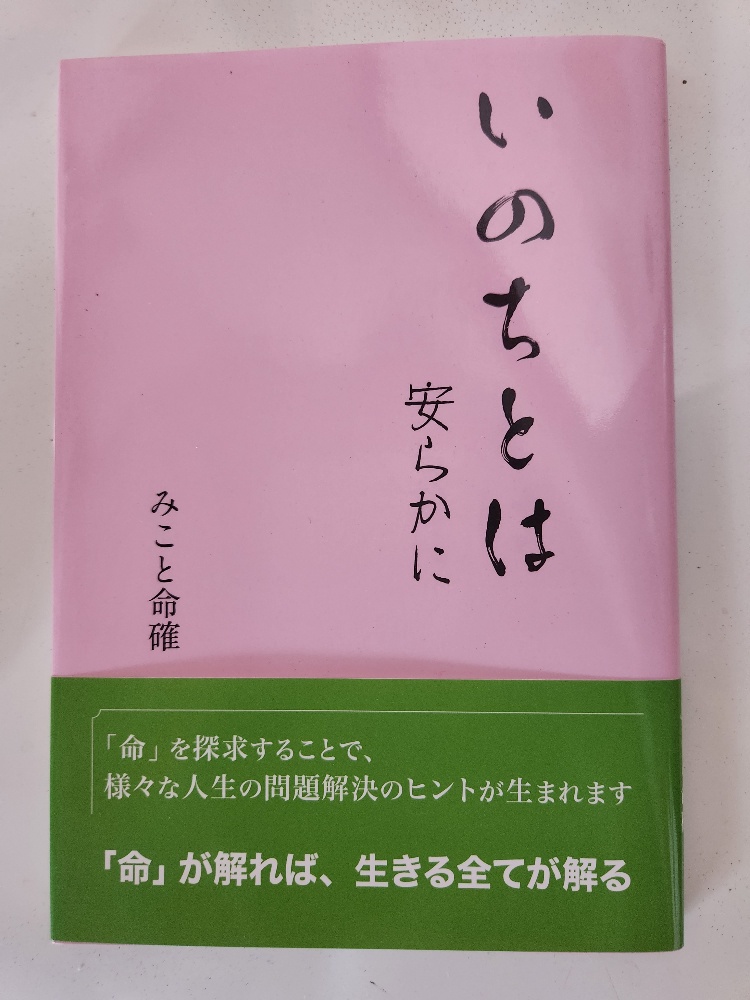 いのちとは
安らかに
みこと命確
「命」を探求することで、
様々な人生の問題解決のヒントが生まれます
「命」が解れば、生きる全てが解る